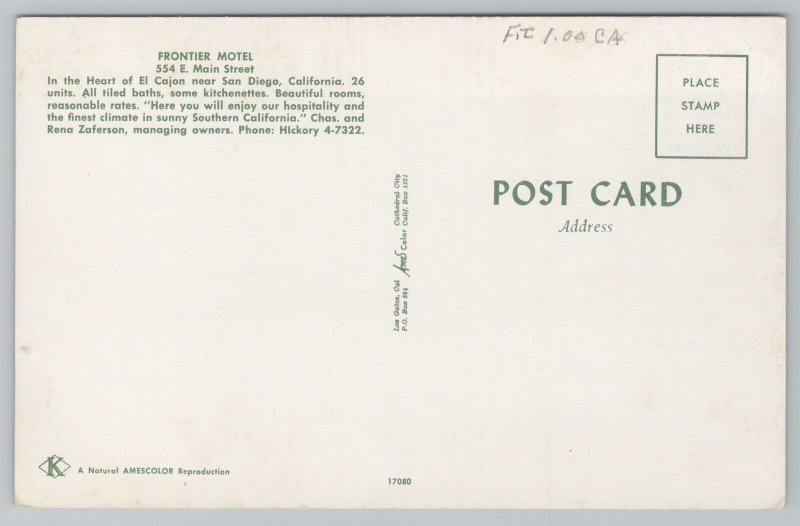 FRONTIER MOTEL
554 E. Main Street
In the Heart of El Cajon near San Diego, California. 26
units. All tiled baths, some kitchenettes. Beautiful rooms,
reasonable rates. "Here you will enjoy our hospitality and
the finest climate in sunny Southern California." Chas. and
Rena Zaferson, managing owners. Phone: HIckory 4-7322.
1.00 CA
PLACE
STAMP
HERE
POST CARD
Address
Los Gatos, Cal Cathedral City
P.O. Box 554 Ames Color Calif. Box 1151
K
A Natural AMESCOLOR Reproduction
17080